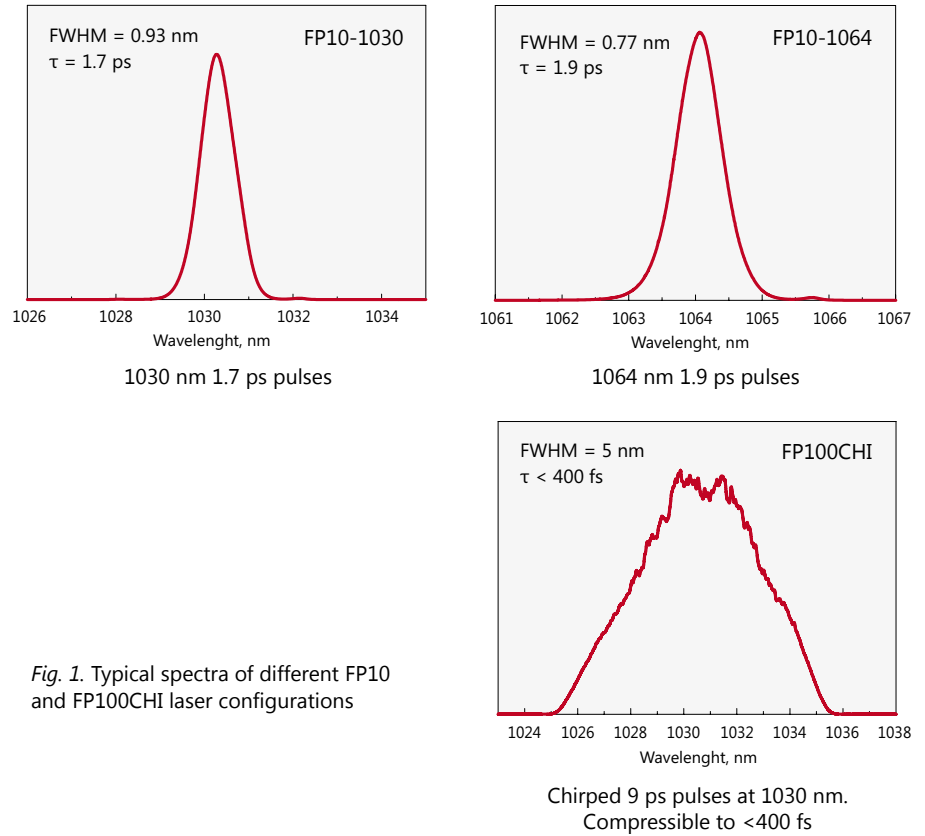 FWHM = 0.93 nm
τ = 1.7 ps
FP10-1030
1026 1028 1030 1032 1034
Wavelenght, nm
1030 nm 1.7 ps pulses
FWHM = 0.77 nm
τ = 1.9 ps
FP10-1064
1061 1062 1063 1064 1065 1066 1067
Wavelenght, nm
1064 nm 1.9 ps pulses
FWHM = 5 nm
τ < 400 fs
FP100CHI
1024 1026 1028 1030 1032 1034 1036 1038
Wavelenght, nm
Chirped 9 ps pulses at 1030 nm.
Compressible to <400 fs
Fig. 1. Typical spectra of different FP10
and FP100CHI laser configurations